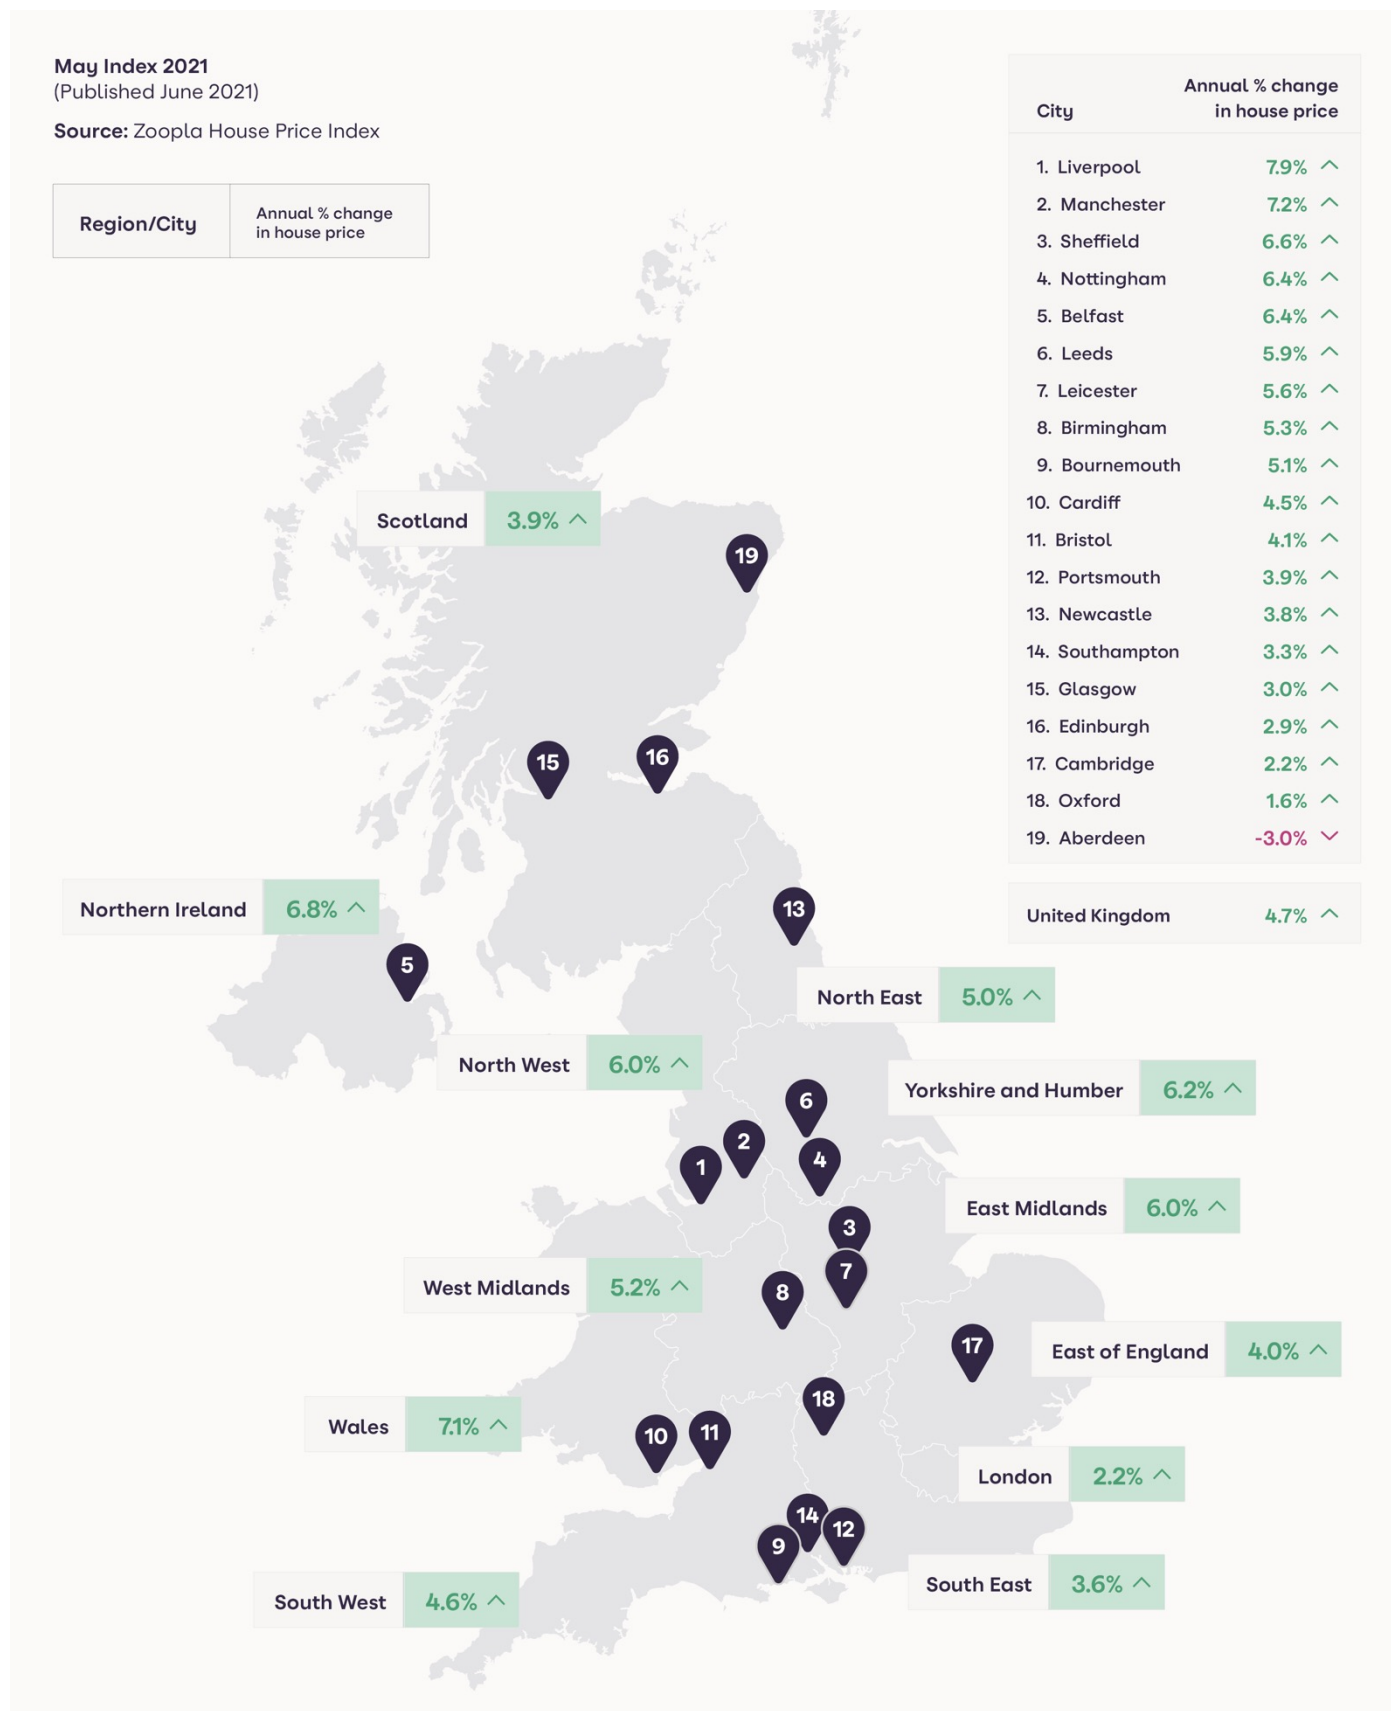 May Index 2021
(Published June 2021)
Source: Zoopla House Price Index
Region/City
Annual % change
in house price
City
Annual % change
in house price
1. Liverpool 7.9%
2. Manchester 7.2%
3. Sheffield 6.6%
4. Nottingham 6.4%
5. Belfast 6.4%
6. Leeds 5.9%
7. Leicester 5.6%
8. Birmingham 5.3%
9. Bournemouth 5.1%
10. Cardiff 4.5%
11. Bristol 4.1%
12. Portsmouth 3.9%
13. Newcastle 3.8%
14. Southampton 3.3%
15. Glasgow 3.0%
16. Edinburgh 2.9%
17. Cambridge 2.2%
18. Oxford 1.6%
19. Aberdeen -3.0%
United Kingdom 4.7%
Scotland 3.9%
19
15
16
Northern Ireland 6.8%
13
5
North East 5.0%
North West 6.0%
Yorkshire and Humber 6.2%
6
2
4
1
East Midlands 6.0%
3
7
West Midlands 5.2%
8
17
East of England 4.0%
18
Wales 7.1%
10
11
London 2.2%
14
12
9
South East 3.6%
South West 4.6%